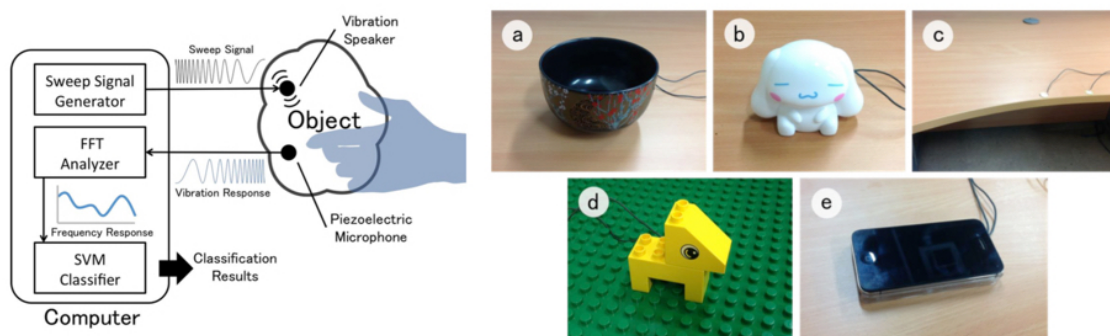 Sweep Signal
Generator
FFT
Analyzer
Frequency Response
SVM
Classifier
Computer
Sweep Signal
Vibration Response
Vibration
Speaker
Object
Piezoelectric
Microphone
Classification
Results
a
b
c
d
e